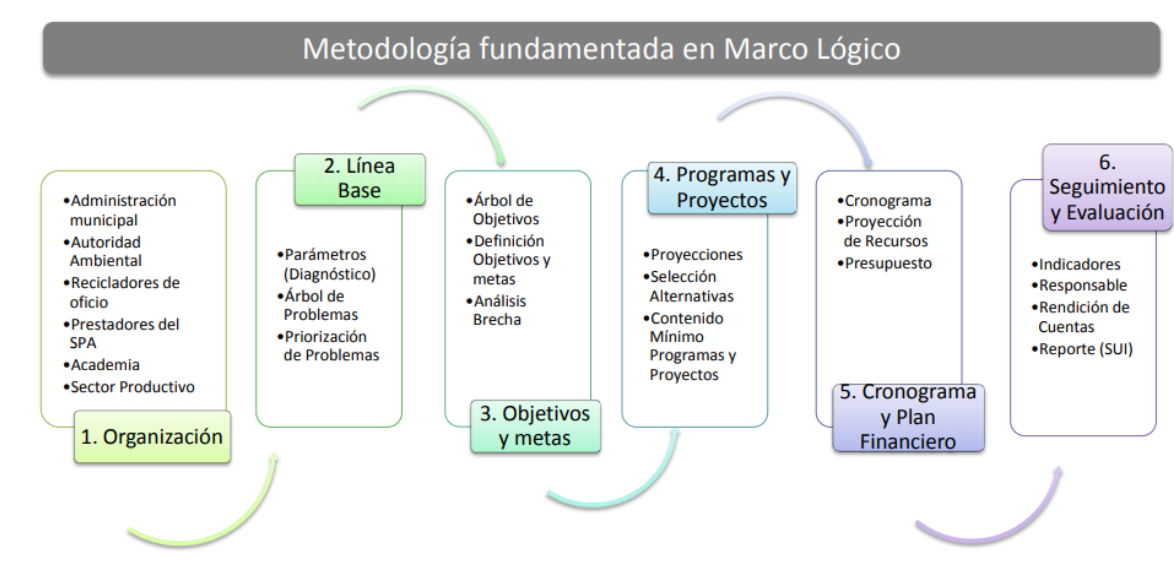 Metodología fundamentada en Marco Lógico
•Administración
municipal
•Autoridad
Ambiental
•Recicladores de
oficio
•Prestadores del
SPA
•Academia
•Sector Productivo
1. Organización
2. Línea
Base
•Parámetros
(Diagnóstico)
•Árbol de
Problemas
•Priorización
de Problemas
•Árbol de
Objetivos
•Definición
Objetivos y
metas
•Análisis
Brecha
3. Objetivos
y metas
4. Programas y
Proyectos
•Proyecciones
•Selección
Alternativas
•Contenido
Mínimo
Programas y
Proyectos
•Cronograma
•Proyección
de Recursos
•Presupuesto
5. Cronograma
y Plan
Financiero
6.
Seguimiento
y Evaluación
•Indicadores
•Responsable
•Rendición de
Cuentas
•Reporte (SUI)